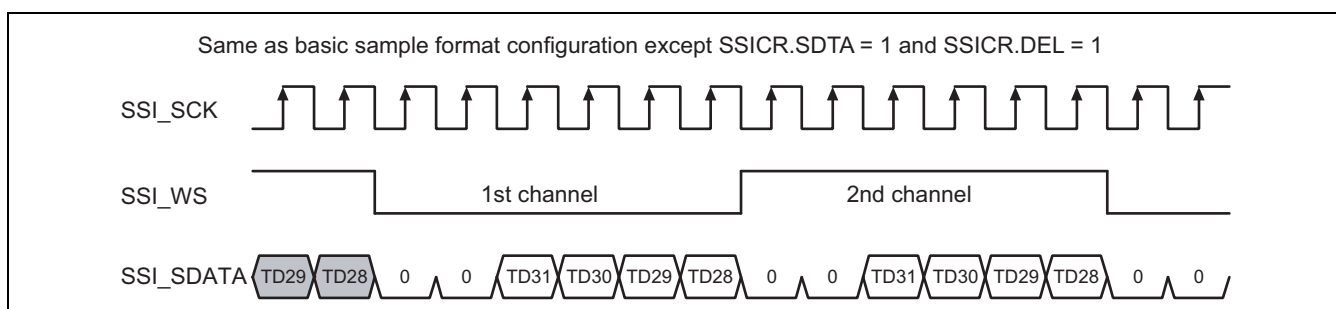 Same as basic sample format configuration except SSICR.SDTA = 1 and SSICR.DEL = 1
SSI_SCK
SSI_WS 1st channel 2nd channel
SSI_SDATA TD29 TD28 0 0 TD31 TD30 TD29 TD28 0 0 TD31 TD30 TD29 TD28 0 0